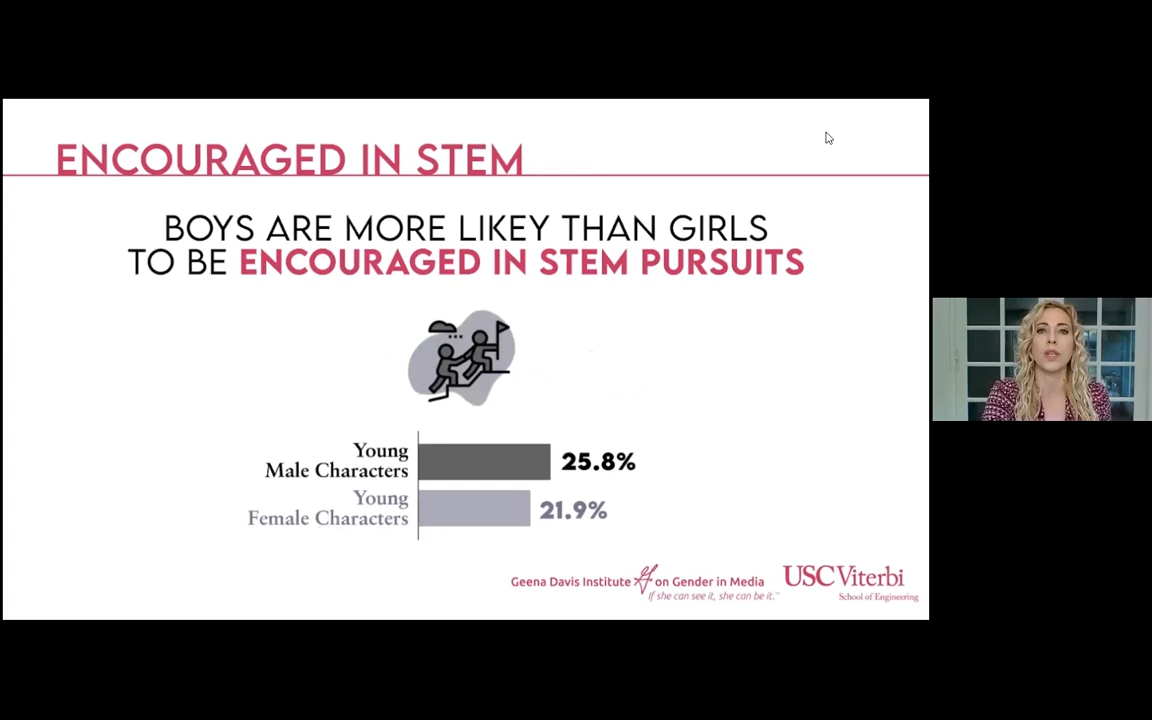 ENCOURAGED IN STEM
BOYS ARE MORE LIKEY THAN GIRLS
TO BE ENCOURAGED IN STEM PURSUITS
Young
Male Characters
25.8%
Young
Female Characters
21.9%
Geena Davis Institute on Gender in Media
If she can see it, she can be it.™
USC Viterbi
School of Engineering